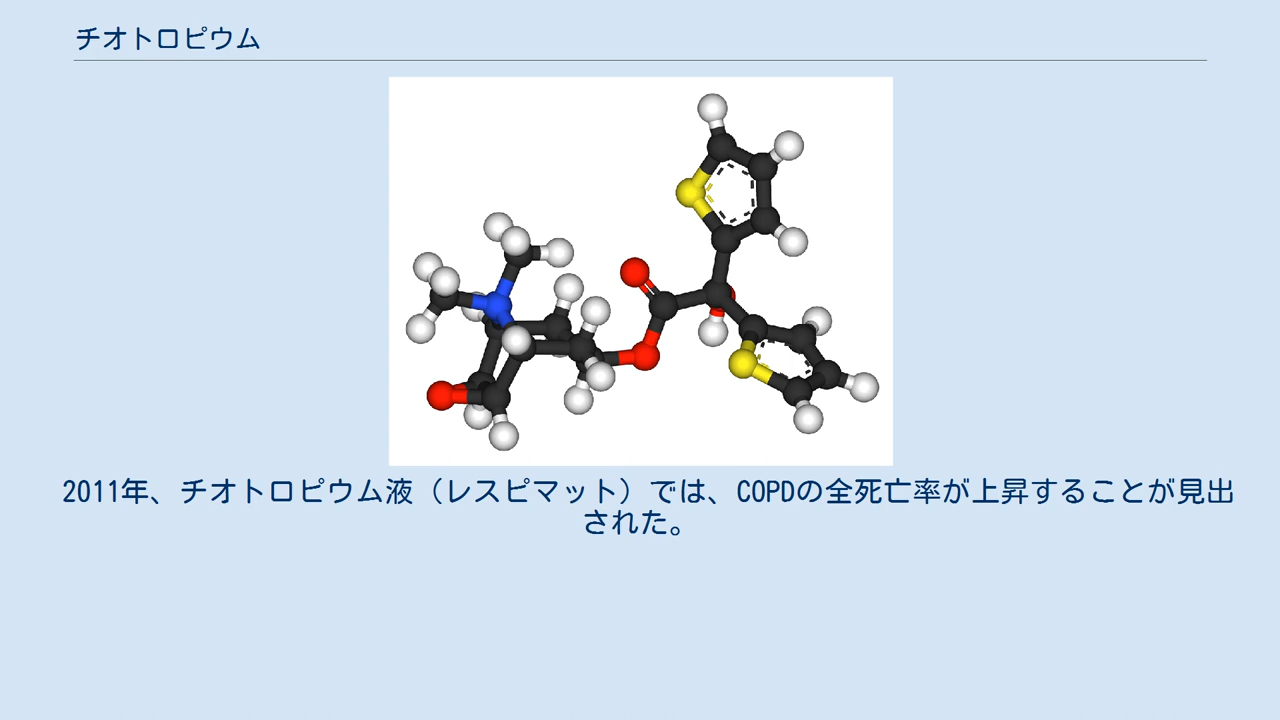 チオトロピウム
2011年、チオトロピウム液（レスピマット）では、COPDの全死亡率が上昇することが見出
された。